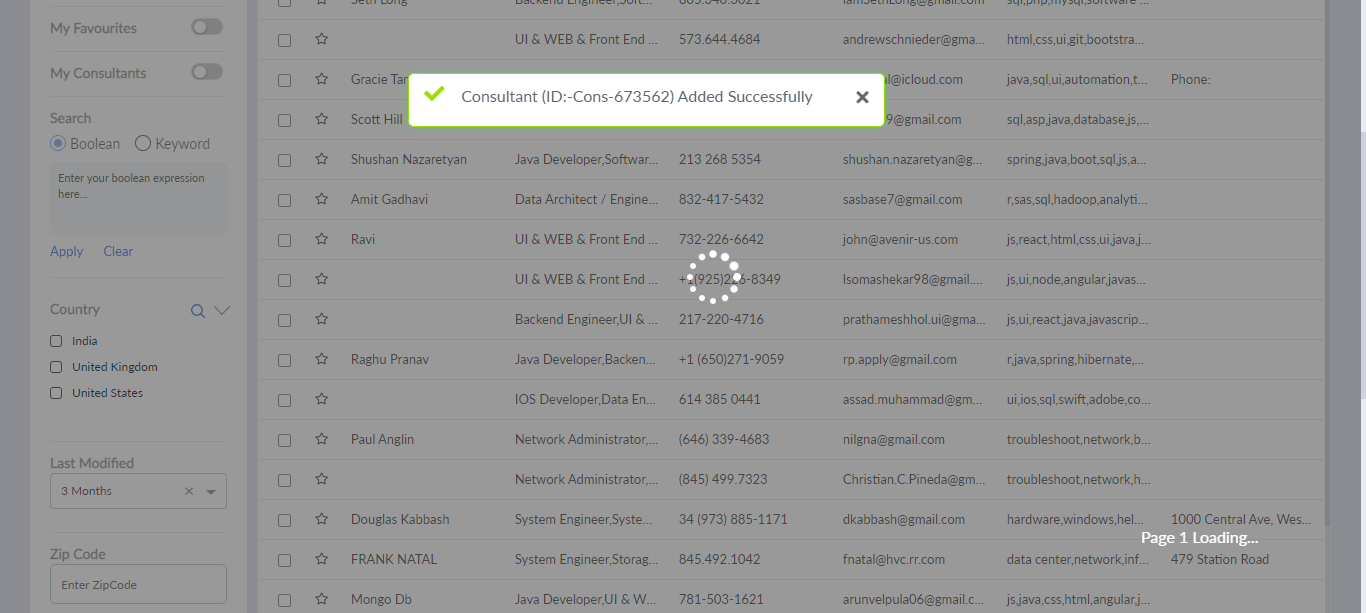 Seth Long Backend Engineer,Soft... 605.340.3021 iamSethLong@gmail.com sql,php,mysql,software ...
My Favourites
UI & WEB & Front End ... 573.644.4684 andrewschnieder@gma... html,css,ui,git,bootstra...
My Consultants
Gracie Tan l@icloud.com java,sql,ui,automation,t... Phone:
Consultant (ID:-Cons-673562) Added Successfully
Search
Scott Hill 9@gmail.com sql,asp,java,database,js,...
Boolean Keyword
Shushan Nazaretyan Java Developer,Softwar... 213 268 5354 shushan.nazaretyan@g... spring,java,boot,sql,js,a...
Enter your boolean expression
here...
Amit Gadhavi Data Architect / Engine... 832-417-5432 sasbase7@gmail.com r,sas,sql,hadoop,analyti...
Ravi UI & WEB & Front End ... 732-226-6642 john@avenir-us.com js,react,html,css,ui,java,j...
Apply Clear
UI & WEB & Front End ... +1(925)226-8349 lsomashekar98@gmail.... js,ui,node,angular,javas...
Country
Backend Engineer,UI & ... 217-220-4716 prathameshhol.ui@gma... js,ui,react,java,javascrip...
India
Raghu Pranav Java Developer,Backen... +1 (650)271-9059 rp.apply@gmail.com r,java,spring,hibernate,...
United Kingdom
United States
IOS Developer,Data En... 614 385 0441 assad.muhammad@gm... ui,ios,sql,swift,adobe,co...
Paul Anglin Network Administrator,... (646) 339-4683 nilgna@gmail.com troubleshoot,network,b...
Last Modified
Network Administrator,... (845) 499.7323 Christian.C.Pineda@gm... troubleshoot,network,h...
3 Months
Douglas Kabbash System Engineer,Syste... 34 (973) 885-1171 dkabbash@gmail.com hardware,windows,hel... 1000 Central Ave, Wes...
Page 1 Loading...
Zip Code
FRANK NATAL System Engineer,Storag... 845.492.1042 fnatal@hvc.rr.com data center,network,inf... 479 Station Road
Enter ZipCode
Mongo Db Java Developer,UI & W... 781-503-1621 arunvelpula06@gmail.c... js,java,css,html,angular,j...